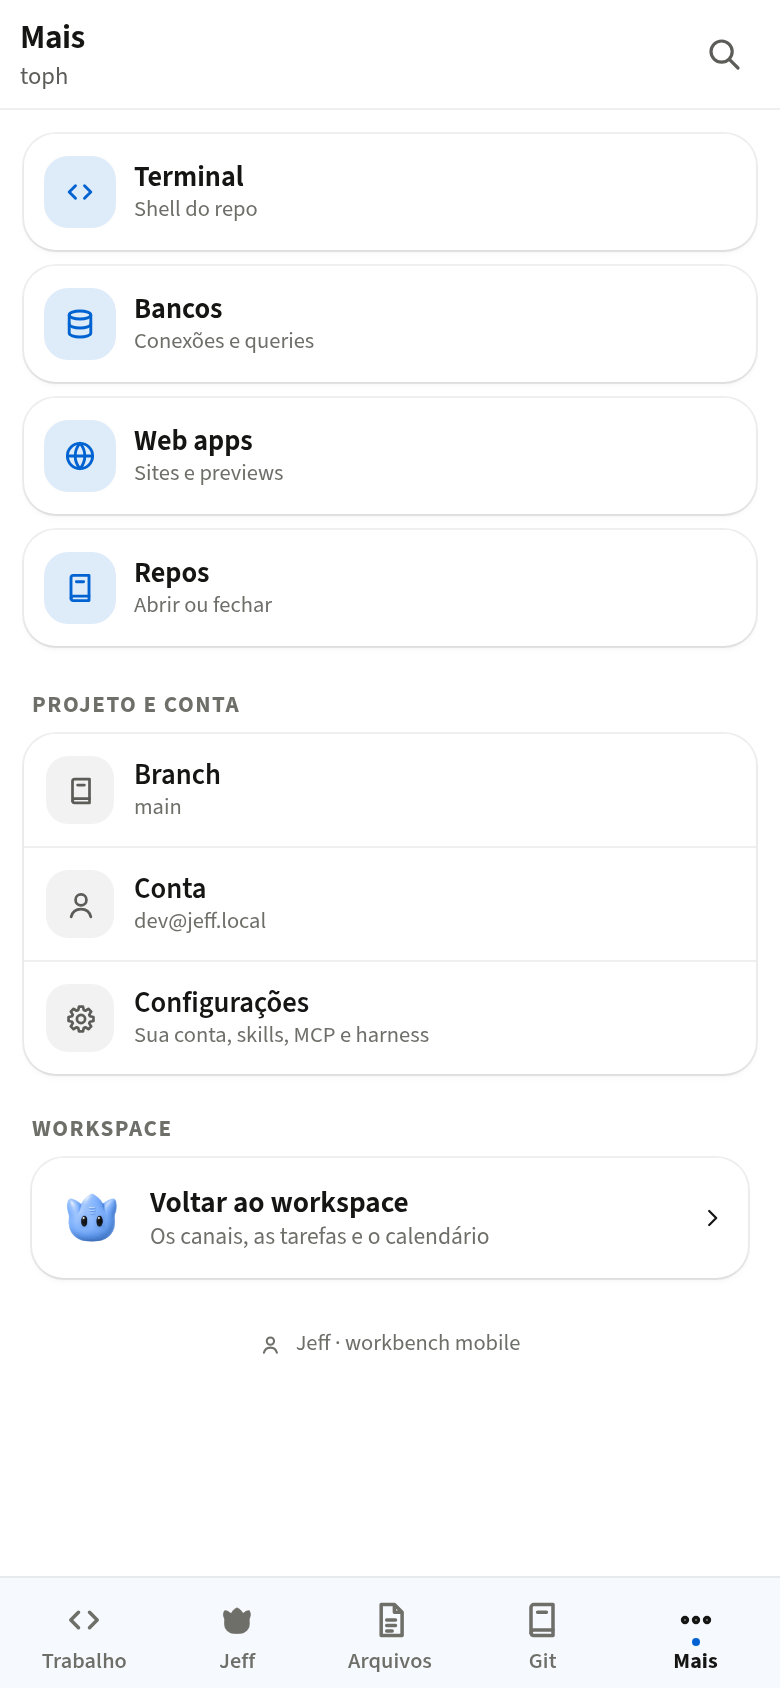 Mais
toph
Terminal
Shell do repo
Bancos
Conexões e queries
Web apps
Sites e previews
Repos
Abrir ou fechar
PROJETO E CONTA
Branch
main
Conta
dev@jeff.local
Configurações
Sua conta, skills, MCP e harness
WORKSPACE
Voltar ao workspace
Os canais, as tarefas e o calendário
Jeff · workbench mobile
Trabalho
Jeff
Arquivos
Git
Mais